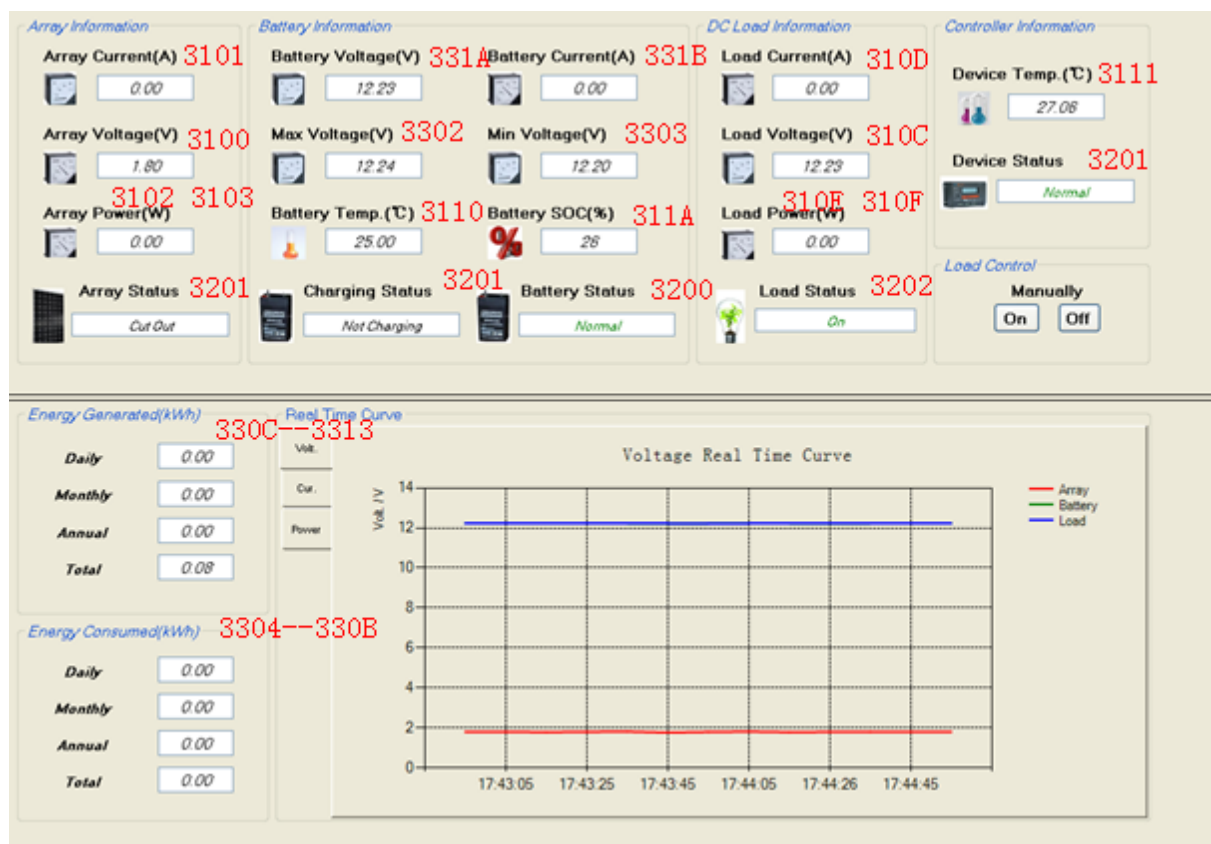 Array Information
Array Current(A) 3101
0.00
Array Voltage(V) 3100
1.80
3102 3103
Array Power(W)
0.00
Array Status 3201
Cut Out
Battery Information
Battery Voltage(V) 331A
12.23
Battery Current(A) 331B
0.00
Max Voltage(V) 3302
12.24
Min Voltage(V) 3303
12.20
Battery Temp.(℃) 3110
25.00
Battery SOC(%) 311A
26
Charging Status 3201
Not Charging
Battery Status 3200
Normal
DC Load Information
Load Current(A) 310D
0.00
Load Voltage(V) 310C
12.23
310E 310F
Load Power(W)
0.00
Load Status 3202
On
Controller Information
Device Temp.(℃) 3111
27.06
Device Status 3201
Normal
Load Control
Manually
On Off
Energy Generated(kWh)
330C--3313
Daily 0.00
Monthly 0.00
Annual 0.00
Total 0.08
Energy Consumed(kWh) 3304--330B
Daily 0.00
Monthly 0.00
Annual 0.00
Total 0.00
Real Time Curve
Volt.
Cur.
Power
Voltage Real Time Curve
Volt. / V
14
12
10
8
6
4
2
0
17:43:05 17:43:25 17:43:45 17:44:05 17:44:26 17:44:45
Array
Battery
Load